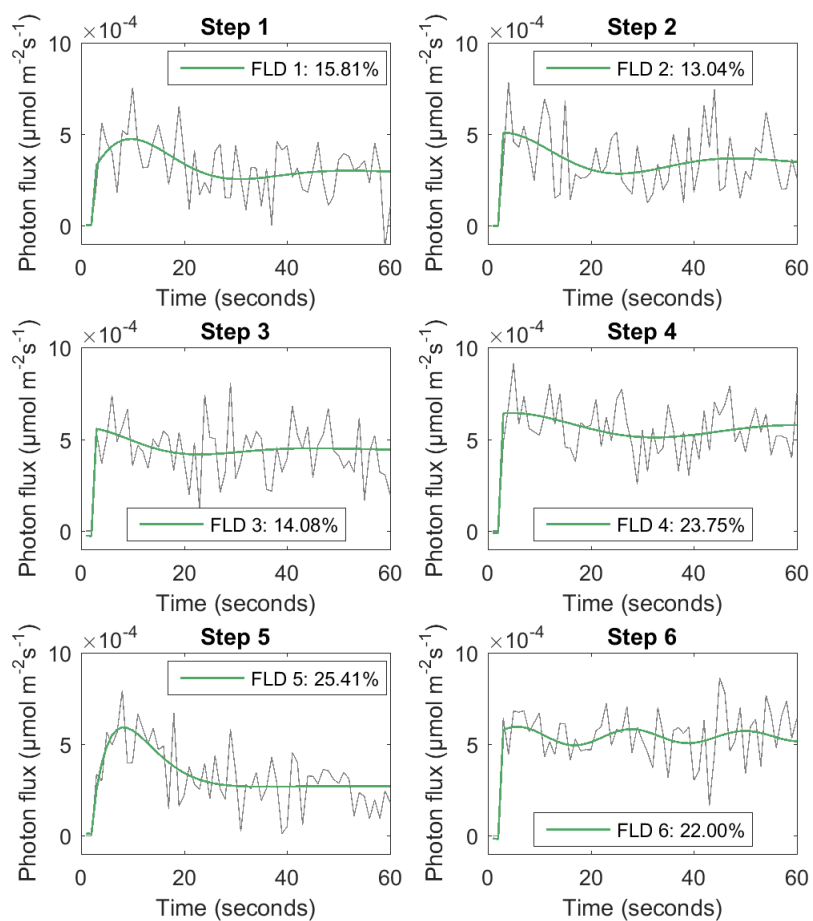 Step 1
×10⁻⁴
10
5
0
Photon flux (μmol m⁻²s⁻¹)
FLD 1: 15.81%
0 20 40 60
Time (seconds)
Step 2
×10⁻⁴
10
5
0
Photon flux (μmol m⁻²s⁻¹)
FLD 2: 13.04%
0 20 40 60
Time (seconds)
Step 3
×10⁻⁴
10
5
0
Photon flux (μmol m⁻²s⁻¹)
FLD 3: 14.08%
0 20 40 60
Time (seconds)
Step 4
×10⁻⁴
10
5
0
Photon flux (μmol m⁻²s⁻¹)
FLD 4: 23.75%
0 20 40 60
Time (seconds)
Step 5
×10⁻⁴
10
5
0
Photon flux (μmol m⁻²s⁻¹)
FLD 5: 25.41%
0 20 40 60
Time (seconds)
Step 6
×10⁻⁴
10
5
0
Photon flux (μmol m⁻²s⁻¹)
FLD 6: 22.00%
0 20 40 60
Time (seconds)